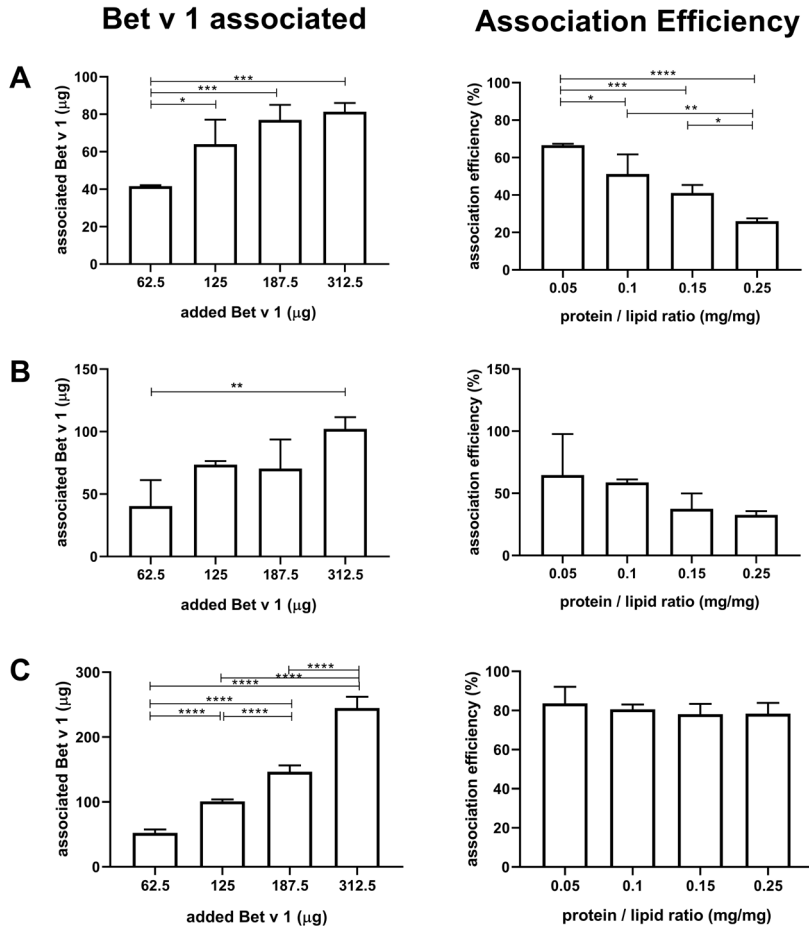 Bet v 1 associated
Association Efficiency
A
associated Bet v 1 (μg)
100
80
60
40
20
0
***
***
*
62.5 125 187.5 312.5
added Bet v 1 (μg)
association efficiency (%)
100
80
60
40
20
0
****
***
*
**
*
0.05 0.1 0.15 0.25
protein / lipid ratio (mg/mg)
B
associated Bet v 1 (μg)
150
100
50
0
**
62.5 125 187.5 312.5
added Bet v 1 (μg)
association efficiency (%)
150
100
50
0
0.05 0.1 0.15 0.25
protein / lipid ratio (mg/mg)
C
associated Bet v 1 (μg)
300
200
100
0
****
****
****
****
**** ****
62.5 125 187.5 312.5
added Bet v 1 (μg)
association efficiency (%)
100
80
60
40
20
0
0.05 0.1 0.15 0.25
protein / lipid ratio (mg/mg)